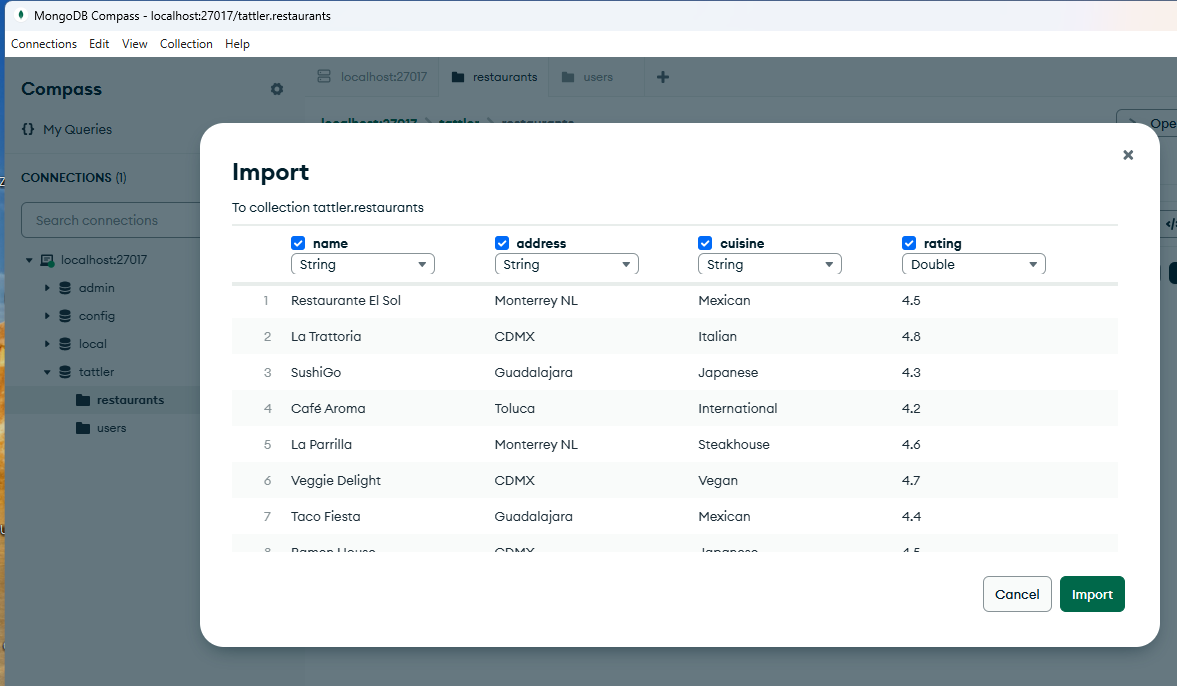 MongoDB Compass - localhost:27017/tattler.restaurants
Connections Edit View Collection Help
Compass
localhost:27017 restaurants users
{} My Queries
localhost:27017 > tattler > restaurants
CONNECTIONS (1)
Search connections
localhost:27017
admin
config
local
tattler
restaurants
users
Import
To collection tattler.restaurants
name address cuisine rating
String String String Double
1 Restaurante El Sol Monterrey NL Mexican 4.5
2 La Trattoria CDMX Italian 4.8
3 SushiGo Guadalajara Japanese 4.3
4 Café Aroma Toluca International 4.2
5 La Parrilla Monterrey NL Steakhouse 4.6
6 Veggie Delight CDMX Vegan 4.7
7 Taco Fiesta Guadalajara Mexican 4.4
8 Ramen House CDMX Japanese 4.5
Cancel Import